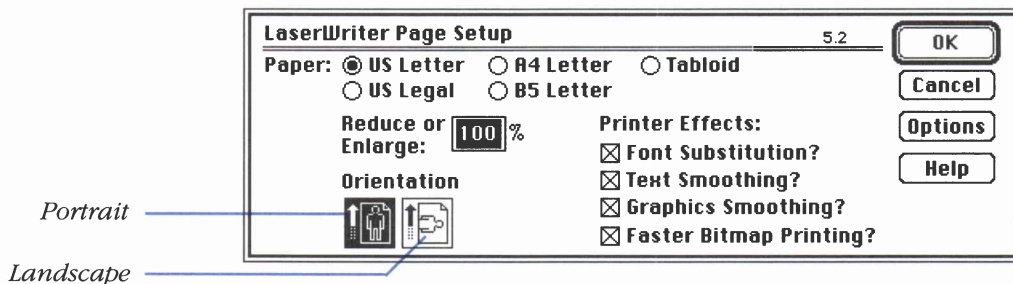 LaserWriter Page Setup 5.2 OK
Paper: US Letter A4 Letter Tabloid
US Legal B5 Letter Cancel
Reduce or Enlarge: 100 %
Printer Effects: Options
Font Substitution?
Text Smoothing? Help
Graphics Smoothing?
Faster Bitmap Printing?
Orientation
Portrait
Landscape